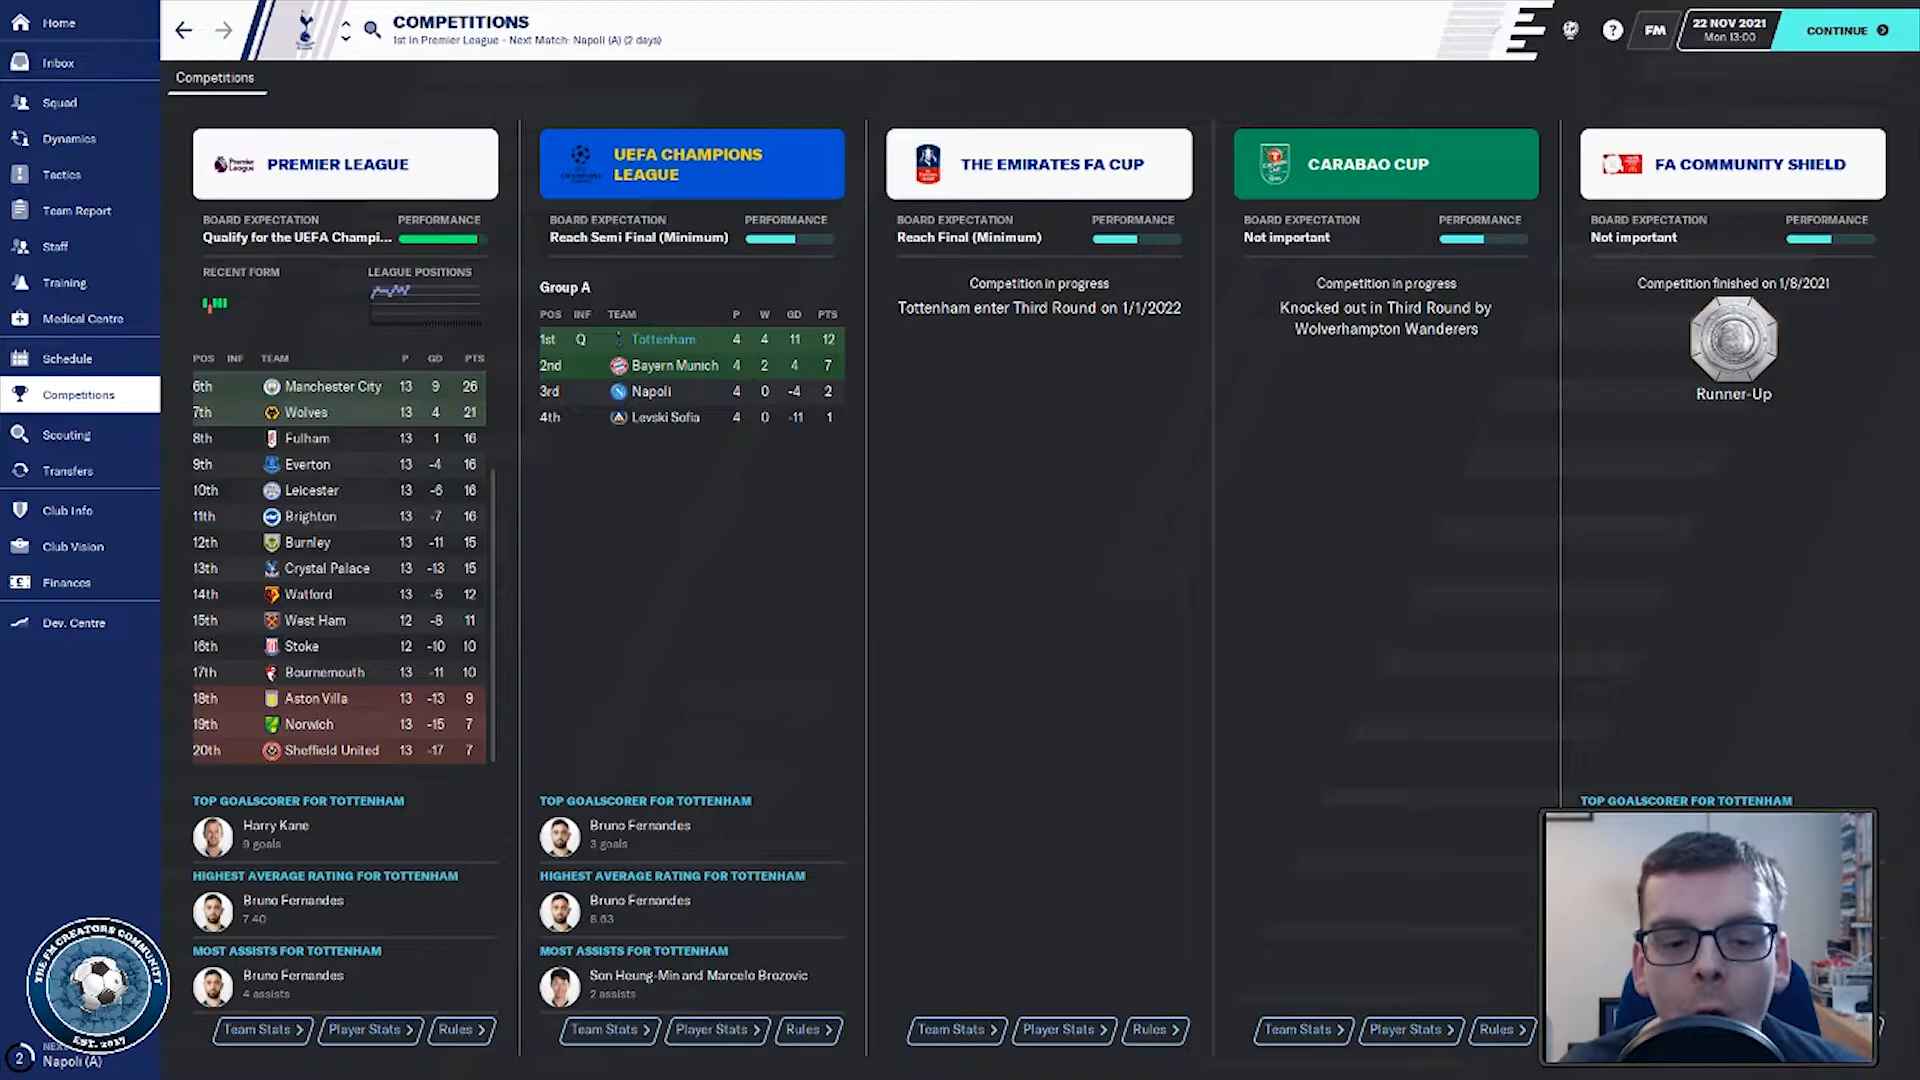 Home
Inbox
Squad
Dynamics
Tactics
Team Report
Staff
Training
Medical Centre
Schedule
Competitions
Scouting
Transfers
Club Info
Club Vision
Finances
Dev. Centre
THE FM CREATORS COMMUNITY
EST. 2017
2
Napoli (A)
COMPETITIONS
1st in Premier League - Next Match: Napoli (A) (2 days)
?
FM
22 NOV 2021
Mon 13:00
CONTINUE
Competitions
Premier League
PREMIER LEAGUE
BOARD EXPECTATION PERFORMANCE
Qualify for the UEFA Champi...
RECENT FORM LEAGUE POSITIONS
POS INF TEAM P GD PTS
6th Manchester City 13 9 26
7th Wolves 13 4 21
8th Fulham 13 1 16
9th Everton 13 -4 16
10th Leicester 13 -6 16
11th Brighton 13 -7 16
12th Burnley 13 -11 15
13th Crystal Palace 13 -13 15
14th Watford 13 -6 12
15th West Ham 12 -8 11
16th Stoke 12 -10 10
17th Bournemouth 13 -11 10
18th Aston Villa 13 -13 9
19th Norwich 13 -15 7
20th Sheffield United 13 -17 7
TOP GOALSCORER FOR TOTTENHAM
Harry Kane
9 goals
HIGHEST AVERAGE RATING FOR TOTTENHAM
Bruno Fernandes
7.40
MOST ASSISTS FOR TOTTENHAM
Bruno Fernandes
4 assists
Team Stats Player Stats Rules
UEFA CHAMPIONS
LEAGUE
BOARD EXPECTATION PERFORMANCE
Reach Semi Final (Minimum)
Group A
POS INF TEAM P W GD PTS
1st Q Tottenham 4 4 11 12
2nd Bayern Munich 4 2 4 7
3rd Napoli 4 0 -4 2
4th Levski Sofia 4 0 -11 1
TOP GOALSCORER FOR TOTTENHAM
Bruno Fernandes
3 goals
HIGHEST AVERAGE RATING FOR TOTTENHAM
Bruno Fernandes
8.63
MOST ASSISTS FOR TOTTENHAM
Son Heung-Min and Marcelo Brozovic
2 assists
Team Stats Player Stats Rules
THE EMIRATES FA CUP
BOARD EXPECTATION PERFORMANCE
Reach Final (Minimum)
Competition in progress
Tottenham enter Third Round on 1/1/2022
Team Stats Player Stats Rules
CARABAO CUP
BOARD EXPECTATION PERFORMANCE
Not important
Competition in progress
Knocked out in Third Round by
Wolverhampton Wanderers
Team Stats Player Stats Rules
FA COMMUNITY SHIELD
BOARD EXPECTATION PERFORMANCE
Not important
Competition finished on 1/8/2021
Runner-Up
TOP GOALSCORER FOR TOTTENHAM